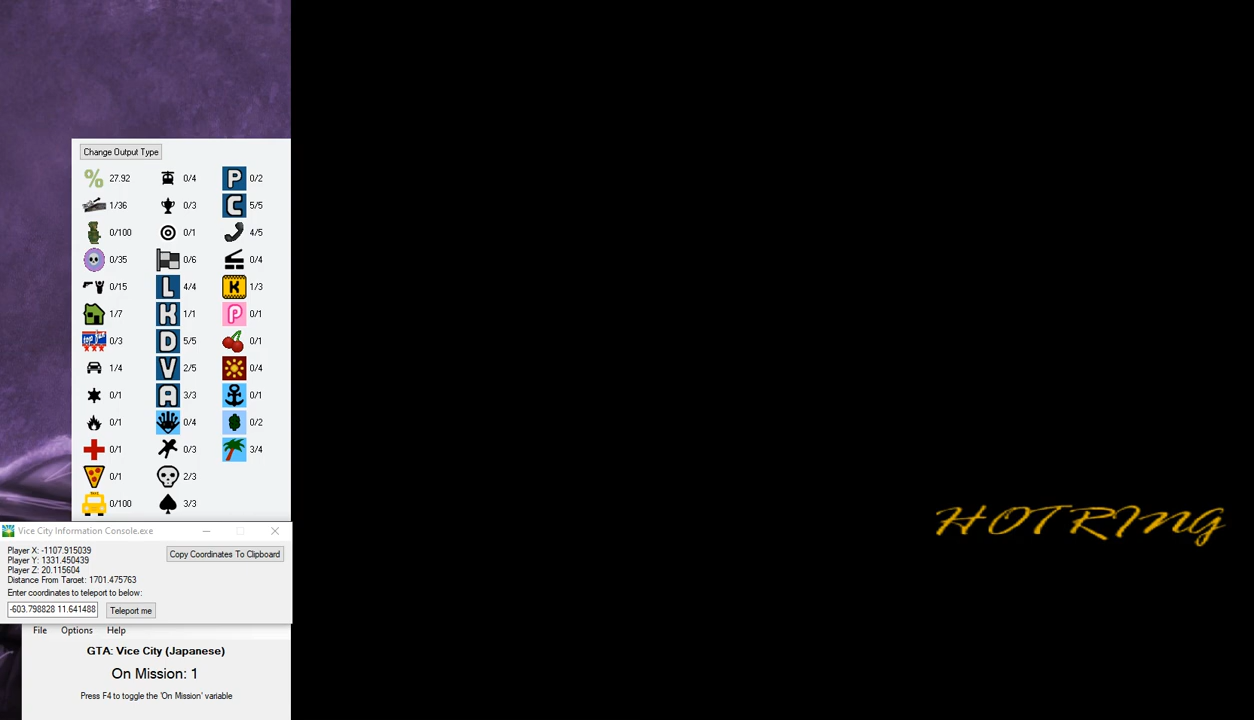 Change Output Type
% 27.92 0/4 P 0/2
1/36 0/3 C 5/5
0/100 0/1 4/5
0/35 0/6 0/4
0/15 L 4/4 K 1/3
1/7 K 1/1 P 0/1
0/3 D 5/5 0/1
1/4 V 2/5 0/4
0/1 A 3/3 0/1
0/1 0/4 0/2
0/1 0/3 3/4
0/1 2/3
0/100 3/3
Vice City Information Console.exe
Player X: -1107.915039
Player Y: 1331.450439
Player Z: 20.115604
Distance From Target: 1701.475763
Copy Coordinates To Clipboard
Enter coordinates to teleport to below:
-603.798828 11.641488 Teleport me
File Options Help
GTA: Vice City (Japanese)
On Mission: 1
Press F4 to toggle the 'On Mission' variable
HOTRING